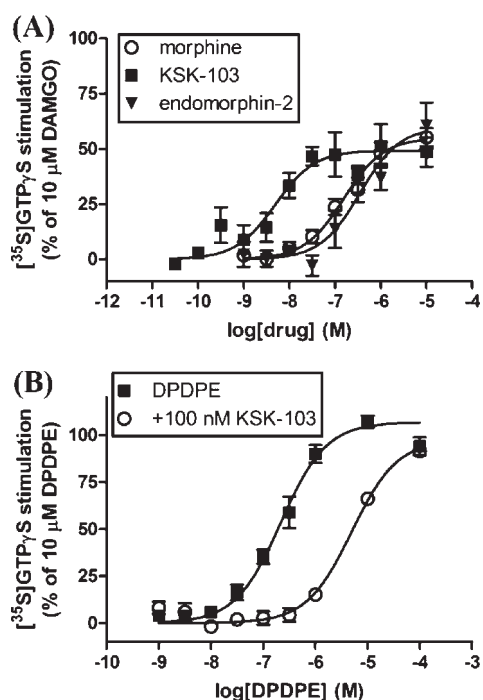 (A)
morphine
KSK-103
endomorphin-2
[³⁵S]GTPγS stimulation
(% of 10 μM DAMGO)
100
75
50
25
0
-12 -11 -10 -9 -8 -7 -6 -5 -4
log[drug] (M)
(B)
DPDPE
+100 nM KSK-103
[³⁵S]GTPγS stimulation
(% of 10 μM DPDPE)
100
75
50
25
0
-10 -9 -8 -7 -6 -5 -4 -3
log[DPDPE] (M)